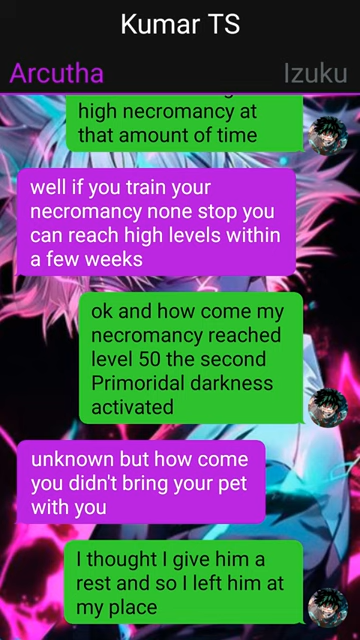 Kumar TS
Arcutha
Izuku
high necromancy at
that amount of time
well if you train your
necromancy none stop you
can reach high levels within
a few weeks
ok and how come my
necromancy reached
level 50 the second
Primoridal darkness
activated
unknown but how come
you didn't bring your pet
with you
I thought I give him a
rest and so I left him at
my place